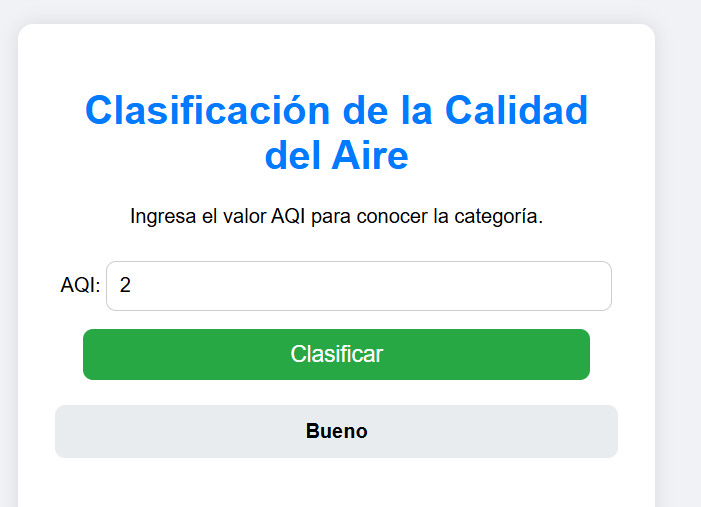 Clasificación de la Calidad
del Aire
Ingresa el valor AQI para conocer la categoría.
AQI: 2
Clasificar
Bueno